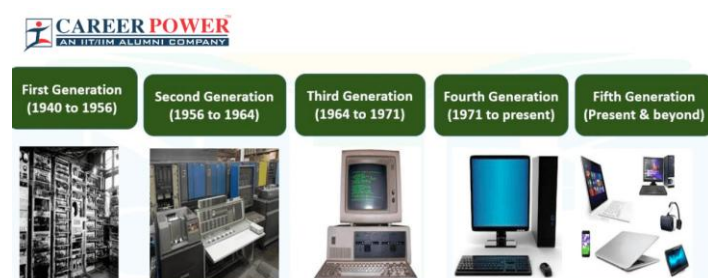 CAREER POWER
AN IIT/IIM ALUMNI COMPANY
First Generation
(1940 to 1956)
Second Generation
(1956 to 1964)
Third Generation
(1964 to 1971)
Fourth Generation
(1971 to present)
Fifth Generation
(Present & beyond)